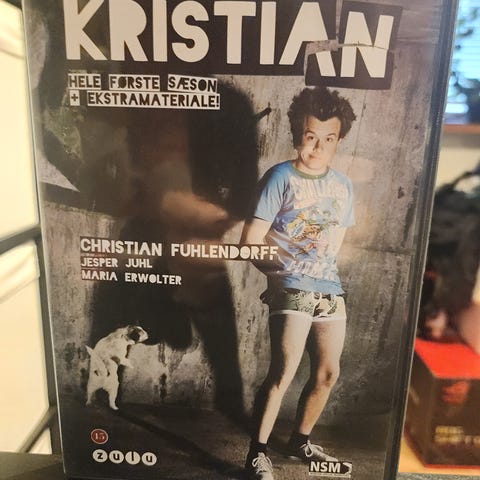 KRISTIAN
HELE FØRSTE SÆSON
+ EKSTRAMATERIALE!
CHRISTIAN FUHLENDORFF
JESPER JUHL
MARIA ERWOLTER
15
zulu
NSM